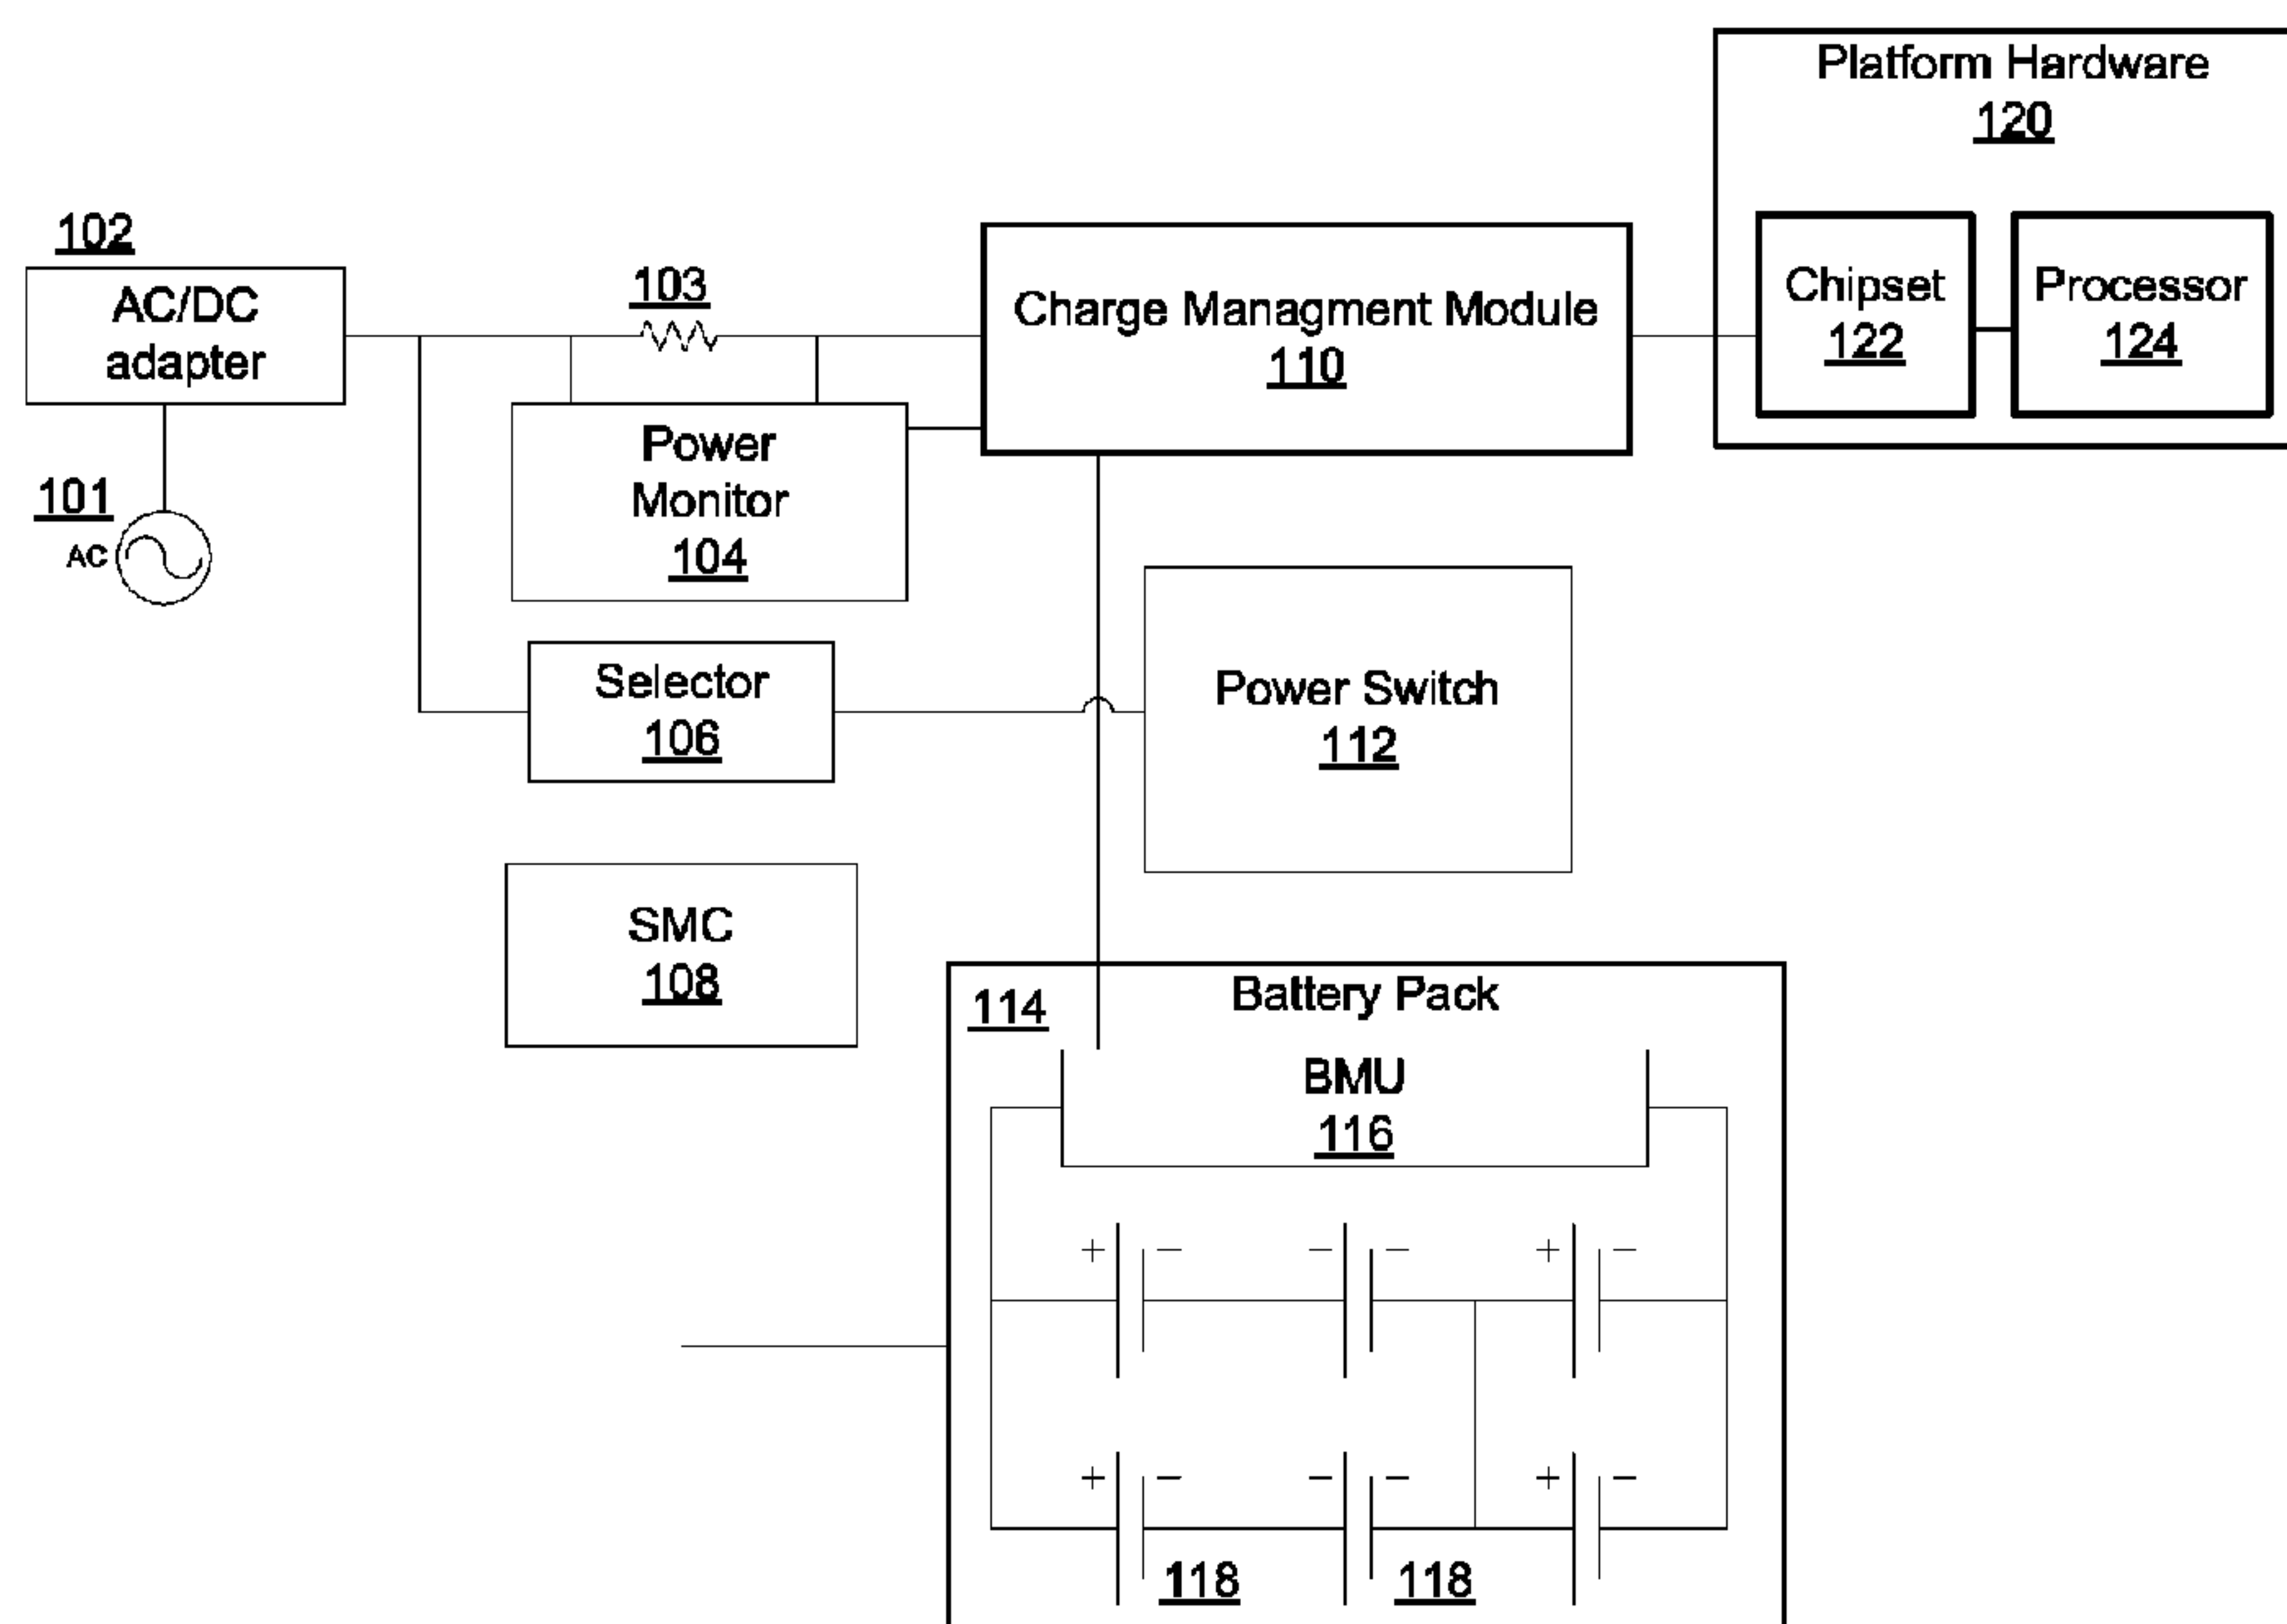 Platform Hardware
120
Chipset
122
Processor
124
102
AC/DC
adapter
103
Charge Managment Module
110
Power
Monitor
104
101
AC
Selector
106
Power Switch
112
SMC
108
Battery Pack
114
BMU
116
+ − − − + −
+ − − − + −
118 118